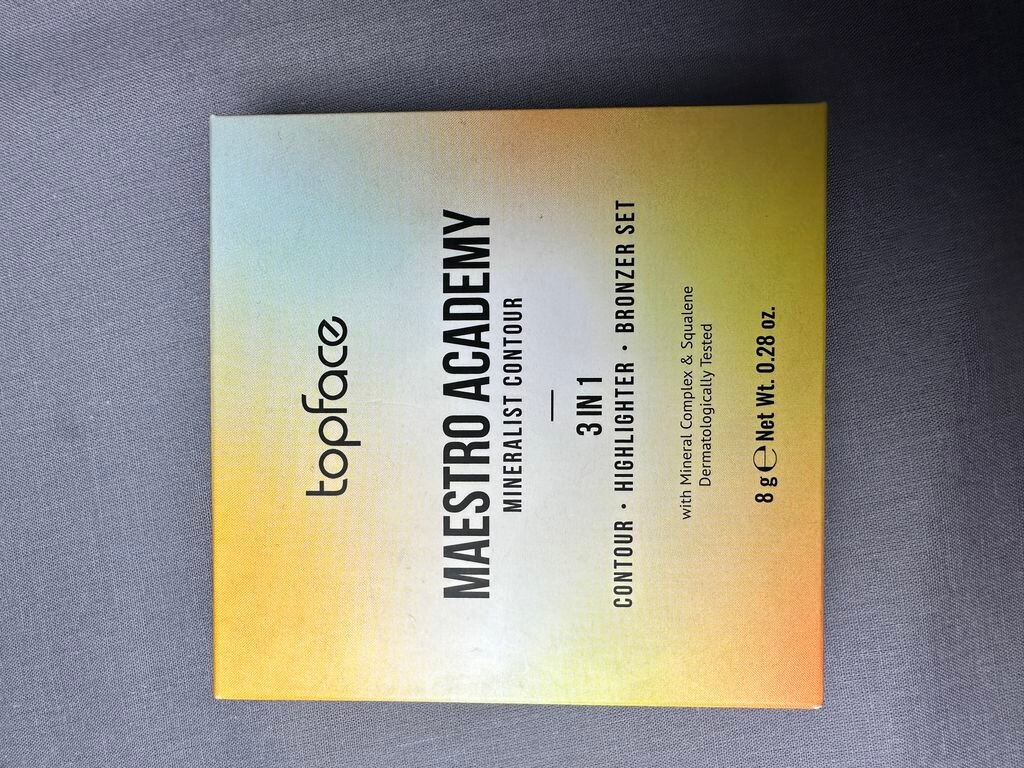 topface
MAESTRO ACADEMY
MINERALIST CONTOUR
3 IN 1
CONTOUR • HIGHLIGHTER • BRONZER SET
with Mineral Complex & Squalene
Dermatologically Tested
8 g ℮ Net Wt. 0.28 oz.